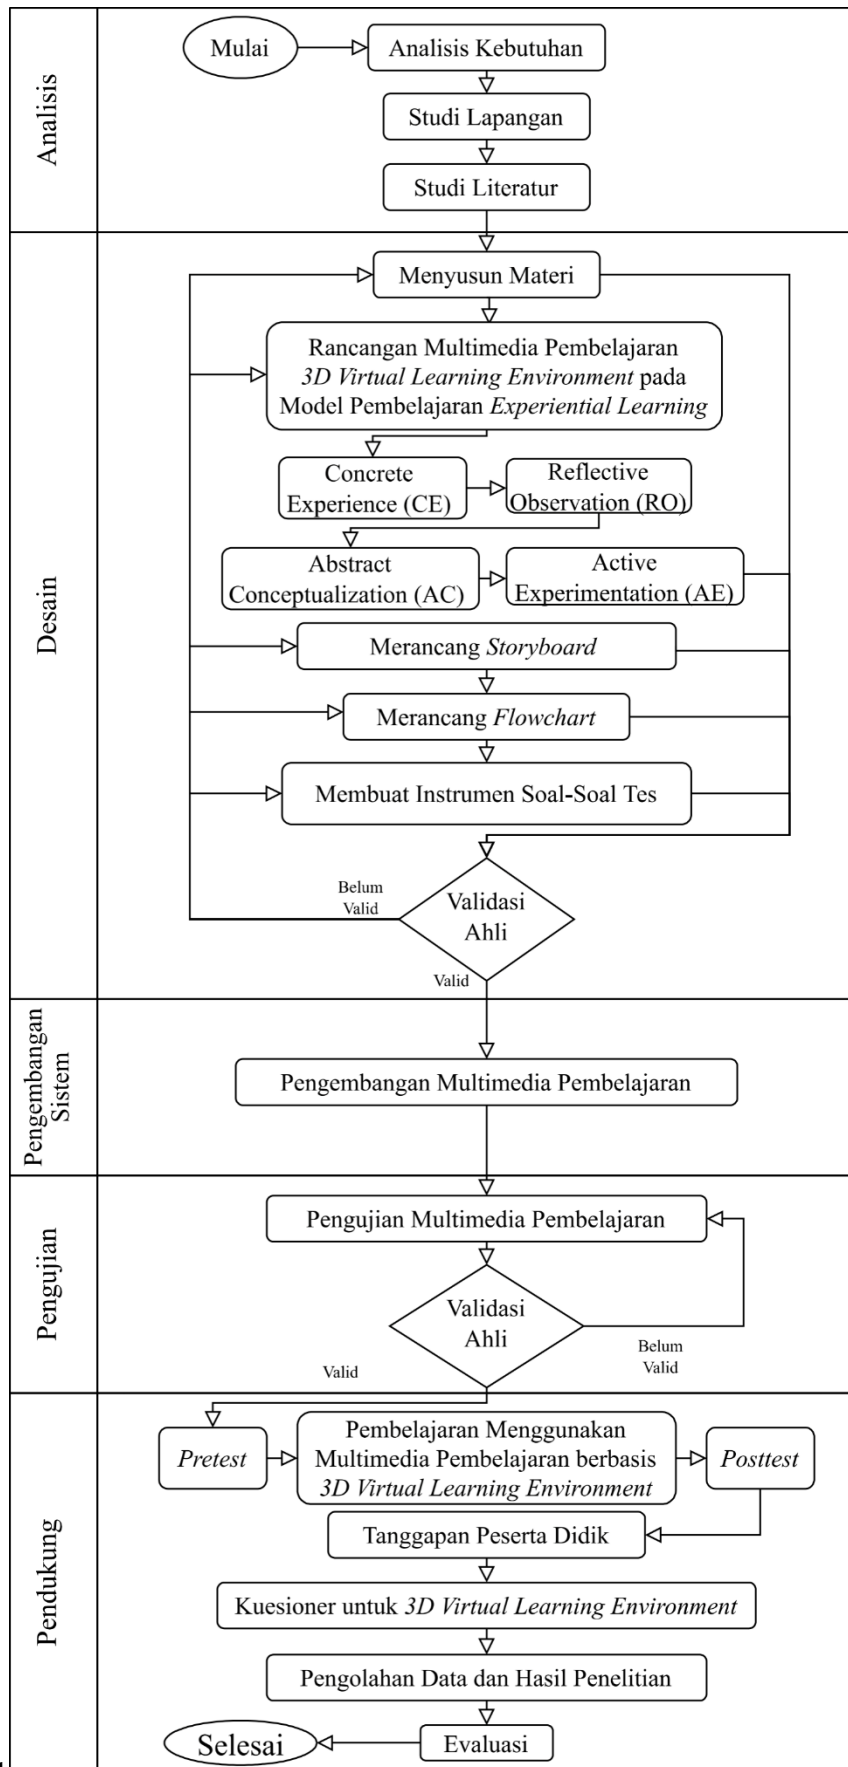 Analisis
Mulai
Analisis Kebutuhan
Studi Lapangan
Studi Literatur
Desain
Menyusun Materi
Rancangan Multimedia Pembelajaran
3D Virtual Learning Environment pada
Model Pembelajaran Experiential Learning
Concrete
Experience (CE)
Reflective
Observation (RO)
Abstract
Conceptualization (AC)
Active
Experimentation (AE)
Merancang Storyboard
Merancang Flowchart
Membuat Instrumen Soal-Soal Tes
Validasi
Ahli
Belum
Valid
Valid
Pengembangan
Sistem
Pengembangan Multimedia Pembelajaran
Pengujian
Pengujian Multimedia Pembelajaran
Validasi
Ahli
Belum
Valid
Valid
Pendukung
Pretest
Pembelajaran Menggunakan
Multimedia Pembelajaran berbasis
3D Virtual Learning Environment
Posttest
Tanggapan Peserta Didik
Kuesioner untuk 3D Virtual Learning Environment
Pengolahan Data dan Hasil Penelitian
Evaluasi
Selesai